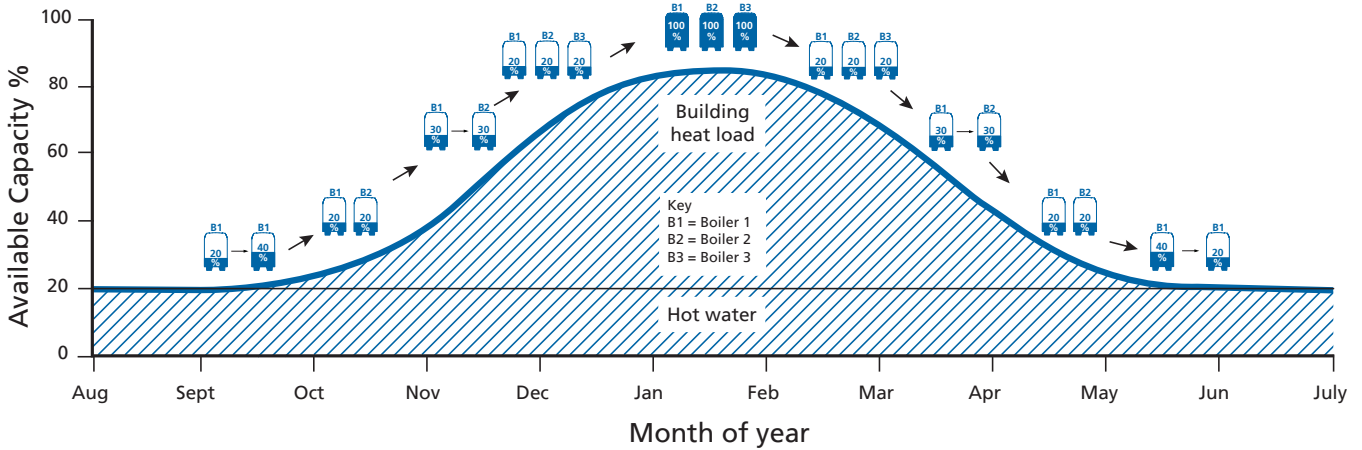 Available Capacity %
100
80
60
40
20
0
B1 B1
20 % 40 %
B1 B2
20 % 20 %
B1 B2
30 % 30 %
B1 B2 B3
20 % 20 % 20 %
B1 B2 B3
100 % 100 % 100 %
B1 B2 B3
20 % 20 % 20 %
B1 B2
30 % 30 %
B1 B2
20 % 20 %
B1 B1
40 % 20 %
Building
heat load
Key
B1 = Boiler 1
B2 = Boiler 2
B3 = Boiler 3
Hot water
Aug Sept Oct Nov Dec Jan Feb Mar Apr May Jun July
Month of year